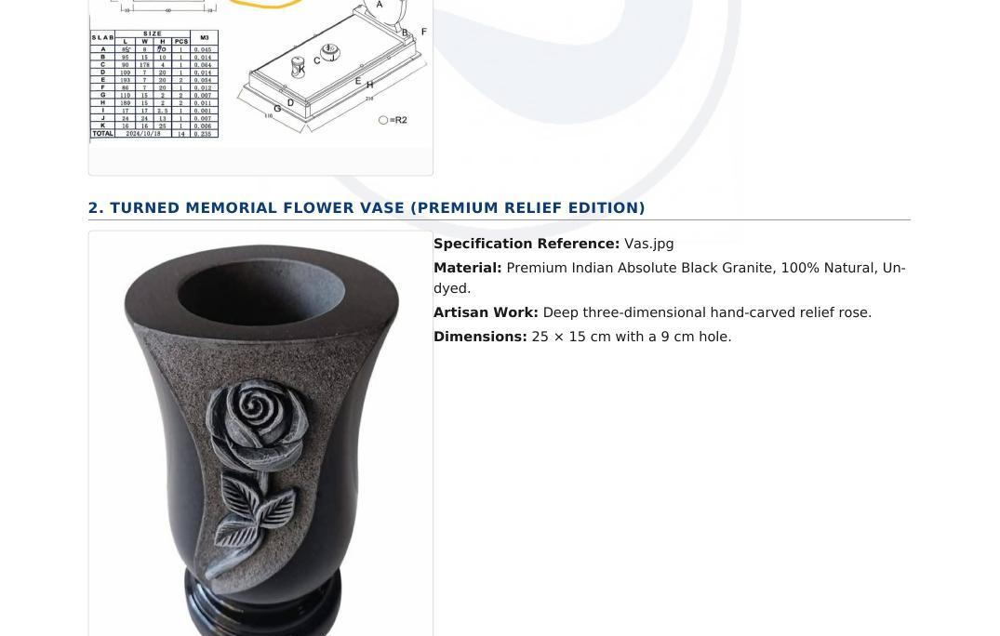 10 60 10
A
B
F
SLAB SIZE M3
L W H PCS
A 85 8 70 1 0.045
B 95 15 10 1 0.014
C 90 178 4 1 0.064
D 100 7 20 1 0.014
E 193 7 20 2 0.054
F 86 7 20 1 0.012
G 110 15 2 2 0.007
H 180 15 2 2 0.011
I 17 17 2.5 1 0.001
J 24 24 13 1 0.007
K 16 16 25 1 0.006
TOTAL 2024/10/18 14 0.235
C J
K
E H
210
D
G
110
=R2
2. TURNED MEMORIAL FLOWER VASE (PREMIUM RELIEF EDITION)
Specification Reference: Vas.jpg
Material: Premium Indian Absolute Black Granite, 100% Natural, Un-
dyed.
Artisan Work: Deep three-dimensional hand-carved relief rose.
Dimensions: 25 × 15 cm with a 9 cm hole.